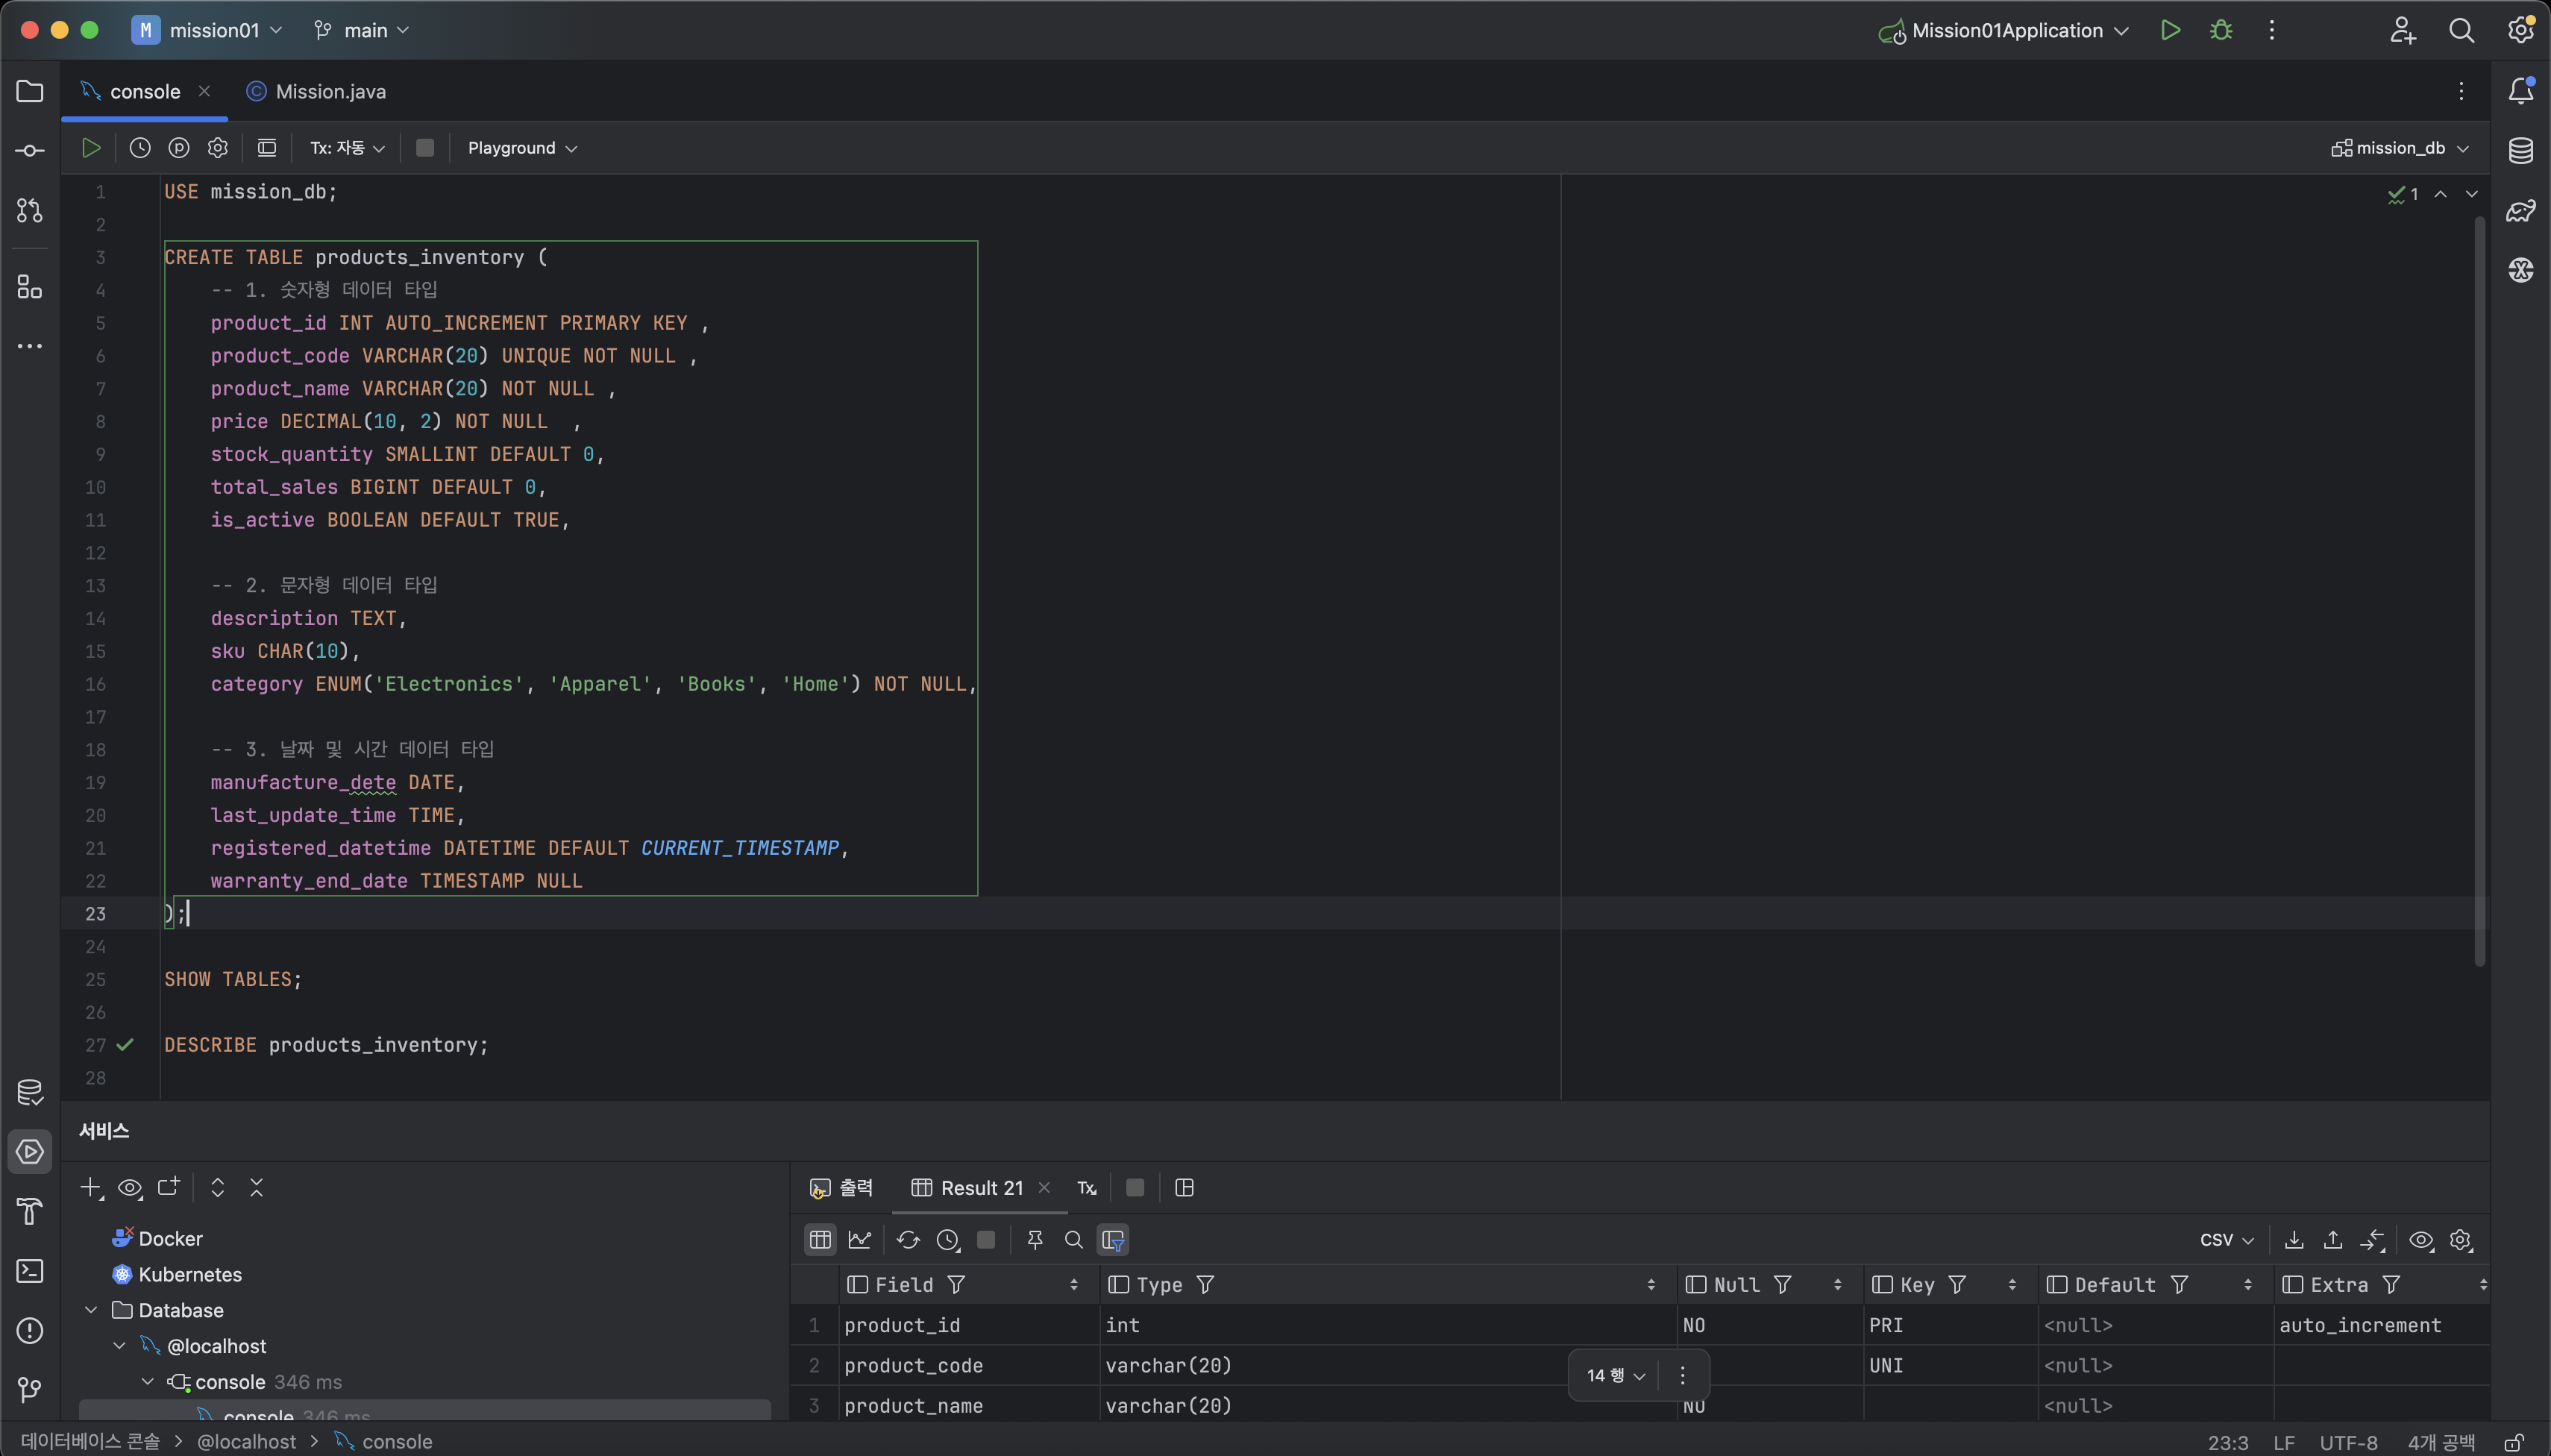 M mission01 main Mission01Application
console Mission.java
Tx: 자동 Playground mission_db
1 USE mission_db;
1
2
3 CREATE TABLE products_inventory (
4 -- 1. 숫자형 데이터 타입
5 product_id INT AUTO_INCREMENT PRIMARY KEY ,
6 product_code VARCHAR(20) UNIQUE NOT NULL ,
7 product_name VARCHAR(20) NOT NULL ,
8 price DECIMAL(10, 2) NOT NULL  ,
9 stock_quantity SMALLINT DEFAULT 0,
10 total_sales BIGINT DEFAULT 0,
11 is_active BOOLEAN DEFAULT TRUE,
12
13 -- 2. 문자형 데이터 타입
14 description TEXT,
15 sku CHAR(10),
16 category ENUM('Electronics', 'Apparel', 'Books', 'Home') NOT NULL,
17
18 -- 3. 날짜 및 시간 데이터 타입
19 manufacture_dete DATE,
20 last_update_time TIME,
21 registered_datetime DATETIME DEFAULT CURRENT_TIMESTAMP,
22 warranty_end_date TIMESTAMP NULL
23 );
24
25 SHOW TABLES;
26
27 DESCRIBE products_inventory;
28
서비스
Docker
Kubernetes
Database
@localhost
console 346 ms
console 346 ms
출력 Result 21 Tx
CSV
Field Type Null Key Default Extra
1 product_id int NO PRI <null> auto_increment
2 product_code varchar(20) UNI <null>
3 product_name varchar(20) NO <null>
14 행
데이터베이스 콘솔 > @localhost > console 23:3 LF UTF-8 4개 공백